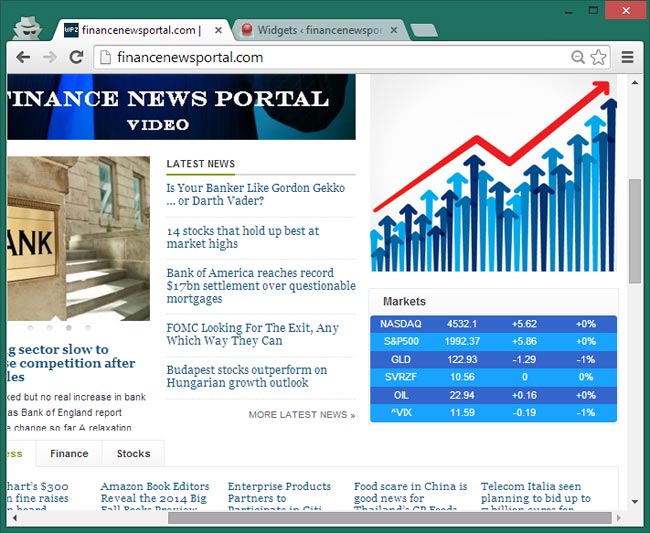 WPZ financenewsportal.com |
Widgets ‹ financenewspor
financenewsportal.com
FINANCE NEWS PORTAL
VIDEO
ANK
g sector slow to
se competition after
les
ked but no real increase in bank
as Bank of England report
e change so far A relaxation
LATEST NEWS
Is Your Banker Like Gordon Gekko
... or Darth Vader?
14 stocks that hold up best at
market highs
Bank of America reaches record
$17bn settlement over questionable
mortgages
FOMC Looking For The Exit, Any
Which Way They Can
Budapest stocks outperform on
Hungarian growth outlook
MORE LATEST NEWS »
Markets
NASDAQ 4532.1 +5.62 +0%
S&P500 1992.37 +5.86 +0%
GLD 122.93 -1.29 -1%
SVRZF 10.56 0 0%
OIL 22.94 +0.16 +0%
^VIX 11.59 -0.19 -1%
ess Finance Stocks
hart's $300
n fine raises
n board
Amazon Book Editors
Reveal the 2014 Big
Fall Books Preview
Enterprise Products
Partners to
Participate in Citi
Food scare in China is
good news for
Thailand's CP Foods
Telecom Italia seen
planning to bid up to
7 billion euros for